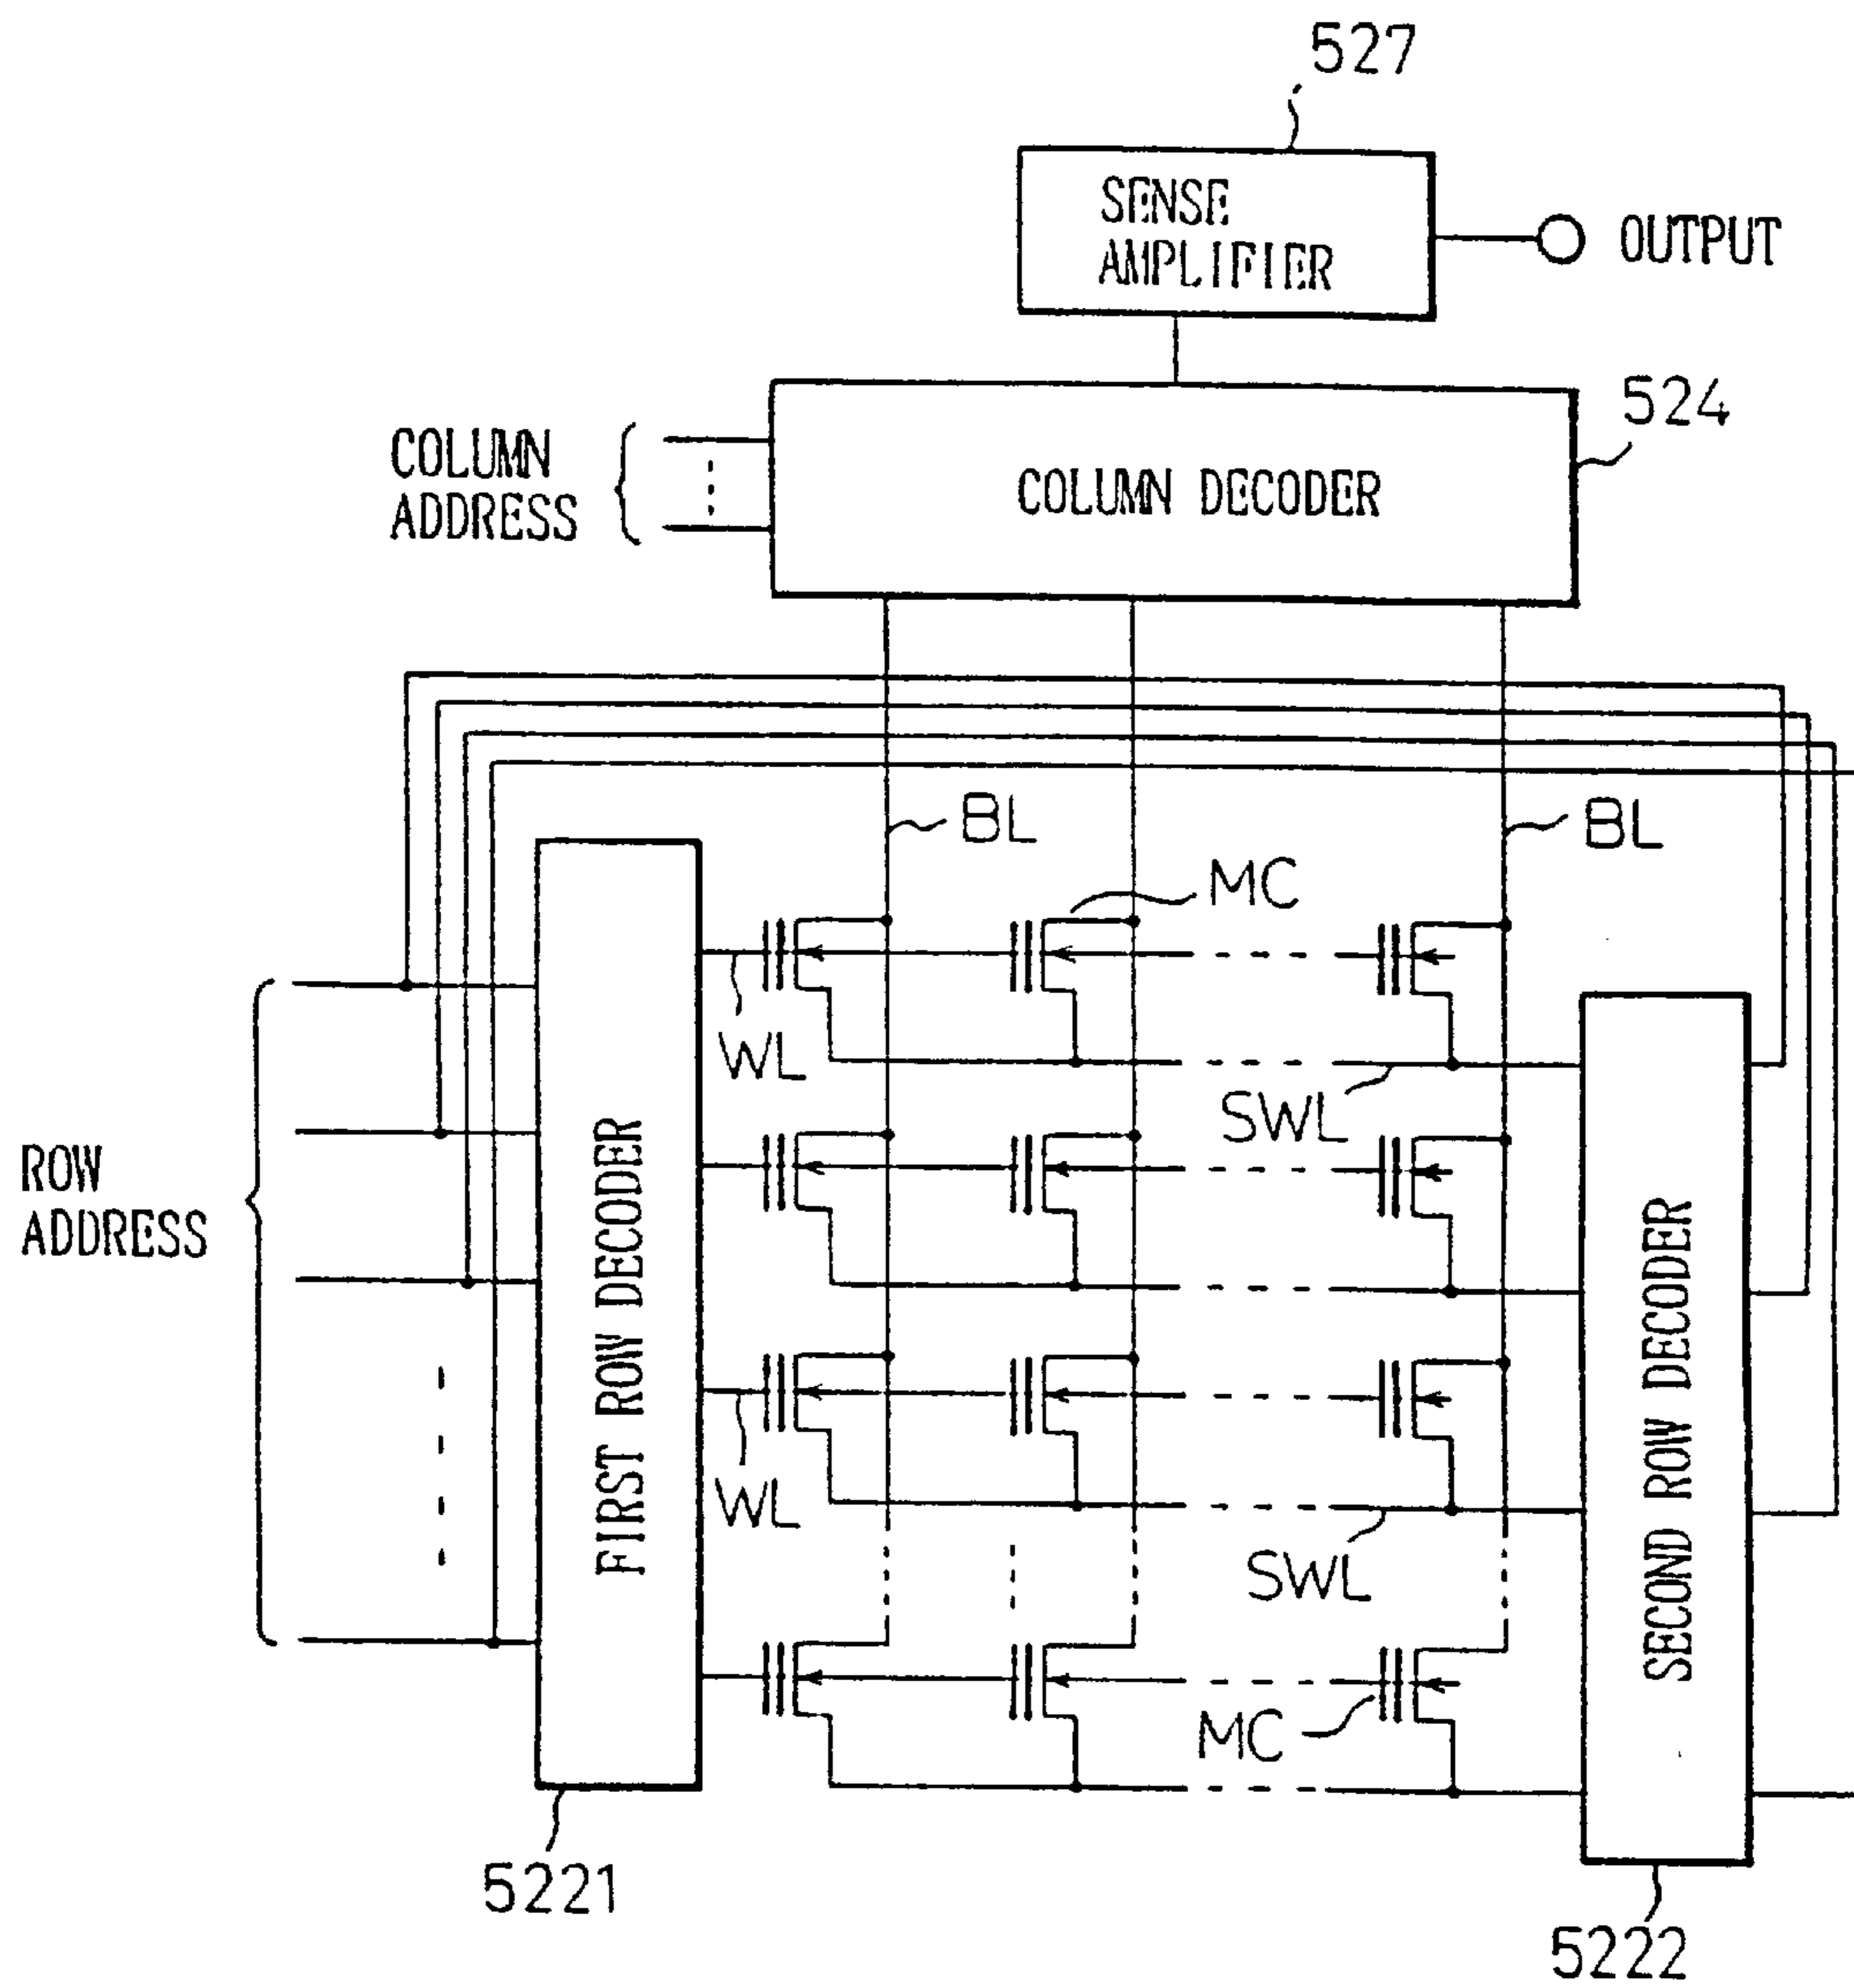 527
SENSE
AMPLIFIER
OUTPUT
524
COLUMN
ADDRESS
COLUMN DECODER
BL
BL
MC
WL
SWL
ROW
ADDRESS
FIRST ROW DECODER
SECOND ROW DECODER
WL
SWL
MC
5221
5222